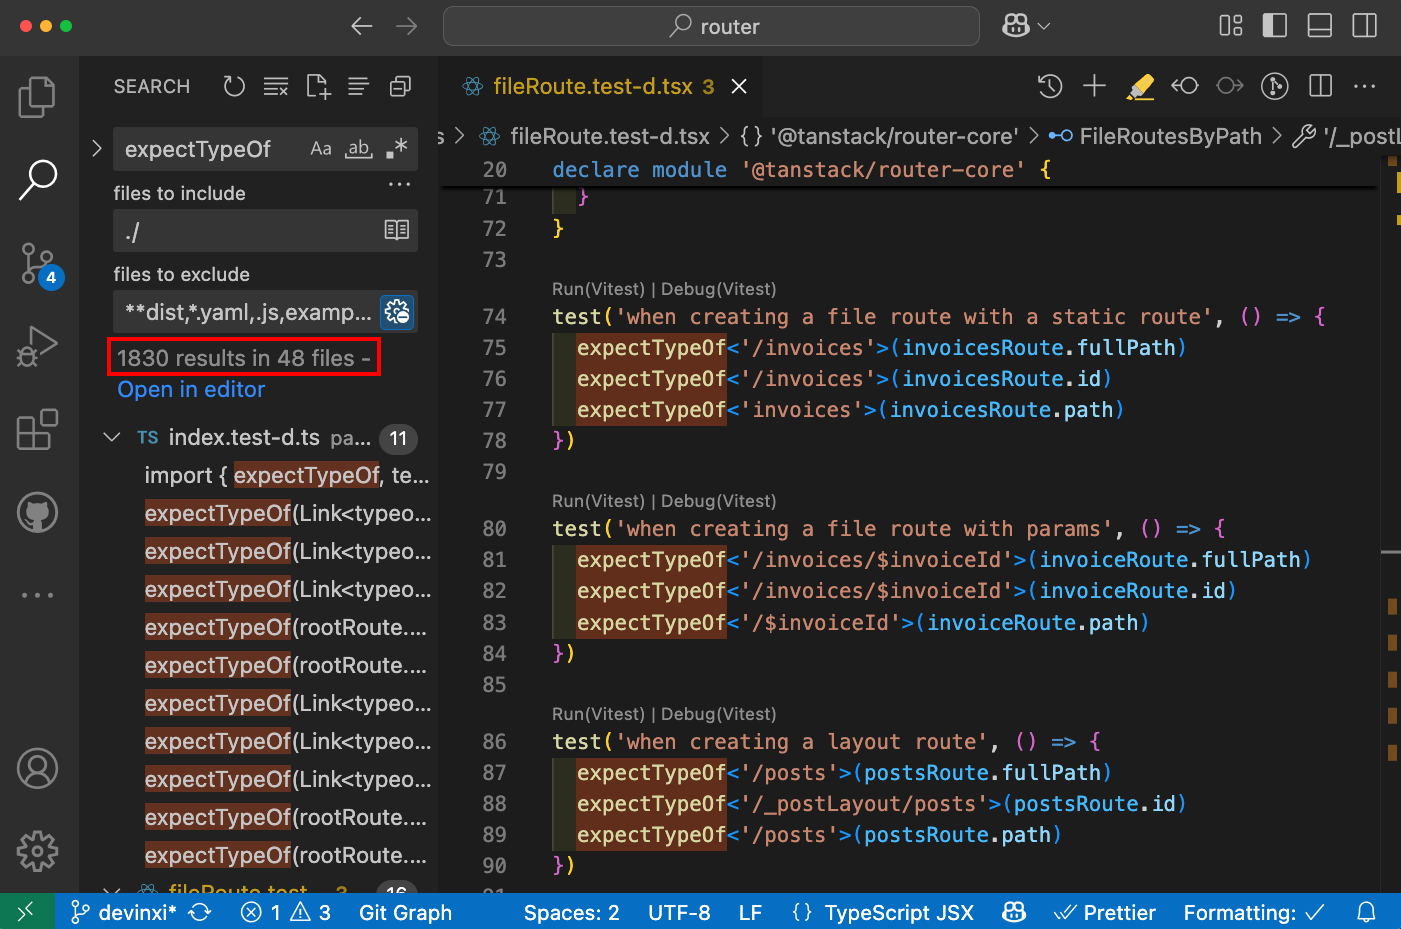 router
SEARCH
expectTypeOf
Aa ab .*
files to include
...
./
files to exclude
**dist,*.yaml,.js,examp...
1830 results in 48 files -
Open in editor
TS index.test-d.ts pa... 11
import { expectTypeOf, te...
expectTypeOf(Link<typeo...
expectTypeOf(Link<typeo...
expectTypeOf(Link<typeo...
expectTypeOf(rootRoute....
expectTypeOf(rootRoute....
expectTypeOf(Link<typeo...
expectTypeOf(Link<typeo...
expectTypeOf(Link<typeo...
expectTypeOf(rootRoute....
expectTypeOf(rootRoute....
fileRoute.test... 3 16
4
fileRoute.test-d.tsx 3
s > fileRoute.test-d.tsx > {} '@tanstack/router-core' > FileRoutesByPath > '/_postL
20 declare module '@tanstack/router-core' {
71 }
72 }
73
Run(Vitest) | Debug(Vitest)
74 test('when creating a file route with a static route', () => {
75 expectTypeOf<'/invoices'>(invoicesRoute.fullPath)
76 expectTypeOf<'/invoices'>(invoicesRoute.id)
77 expectTypeOf<'invoices'>(invoicesRoute.path)
78 })
79
Run(Vitest) | Debug(Vitest)
80 test('when creating a file route with params', () => {
81 expectTypeOf<'/invoices/$invoiceId'>(invoiceRoute.fullPath)
82 expectTypeOf<'/invoices/$invoiceId'>(invoiceRoute.id)
83 expectTypeOf<'/$invoiceId'>(invoiceRoute.path)
84 })
85
Run(Vitest) | Debug(Vitest)
86 test('when creating a layout route', () => {
87 expectTypeOf<'/posts'>(postsRoute.fullPath)
88 expectTypeOf<'/_postLayout/posts'>(postsRoute.id)
89 expectTypeOf<'/posts'>(postsRoute.path)
90 })
91
devinxi* 1 3 Git Graph Spaces: 2 UTF-8 LF {} TypeScript JSX Prettier Formatting: ✓